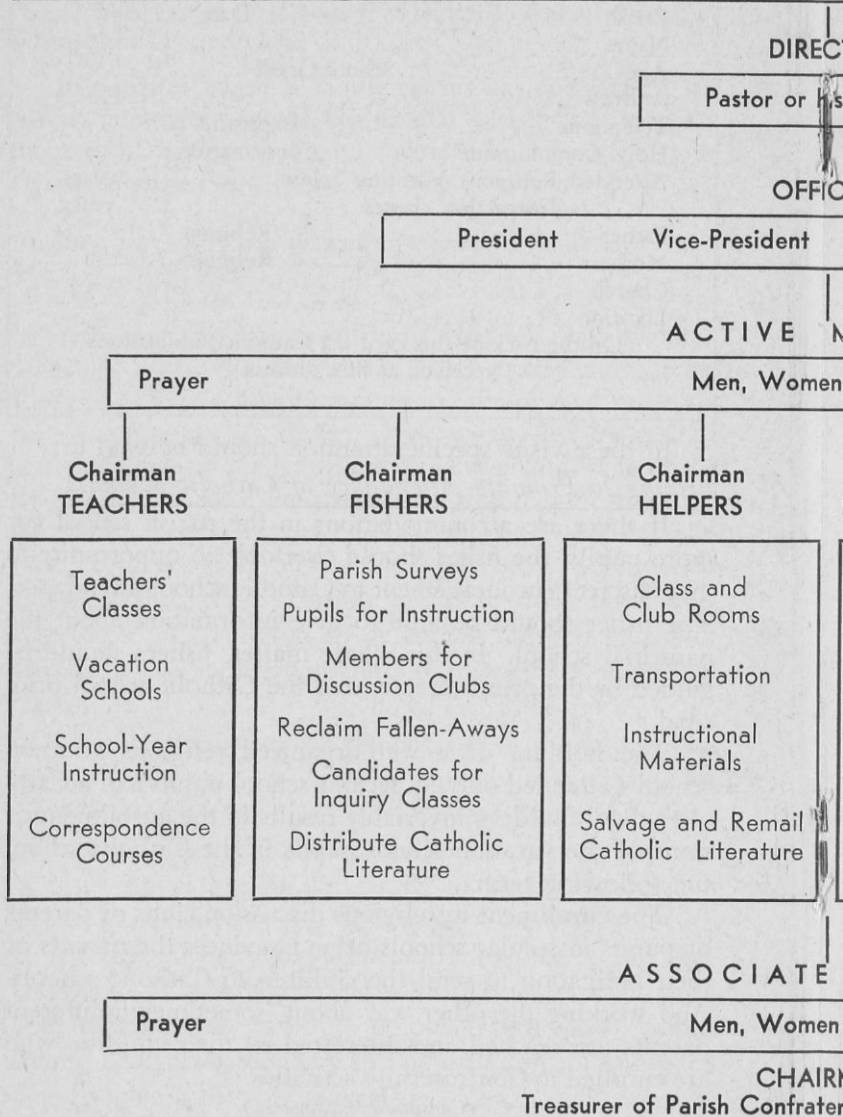 DIRECT
Pastor or his
OFFIC
President Vice-President
ACTIVE M
Prayer Men, Women
Chairman
TEACHERS
Teachers'
Classes
Vacation
Schools
School-Year
Instruction
Correspondence
Courses
Chairman
FISHERS
Parish Surveys
Pupils for Instruction
Members for
Discussion Clubs
Reclaim Fallen-Aways
Candidates for
Inquiry Classes
Distribute Catholic
Literature
Chairman
HELPERS
Class and
Club Rooms
Transportation
Instructional
Materials
Salvage and Remail
Catholic Literature
ASSOCIATE
Prayer Men, Women
CHAIRM
Treasurer of Parish Confrater